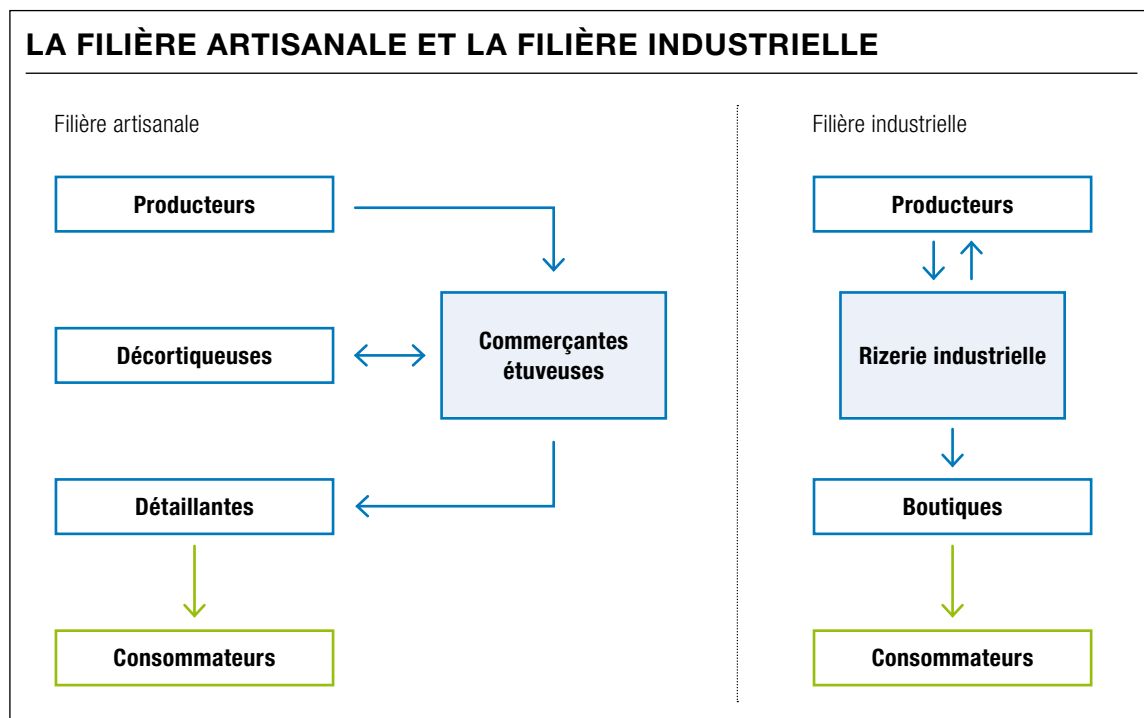 LA FILIÈRE ARTISANALE ET LA FILIÈRE INDUSTRIELLE
Filière artisanale
Producteurs
Décortiqueuses
Commerçantes
étuveuses
Détaillantes
Consommateurs
Filière industrielle
Producteurs
Rizerie industrielle
Boutiques
Consommateurs